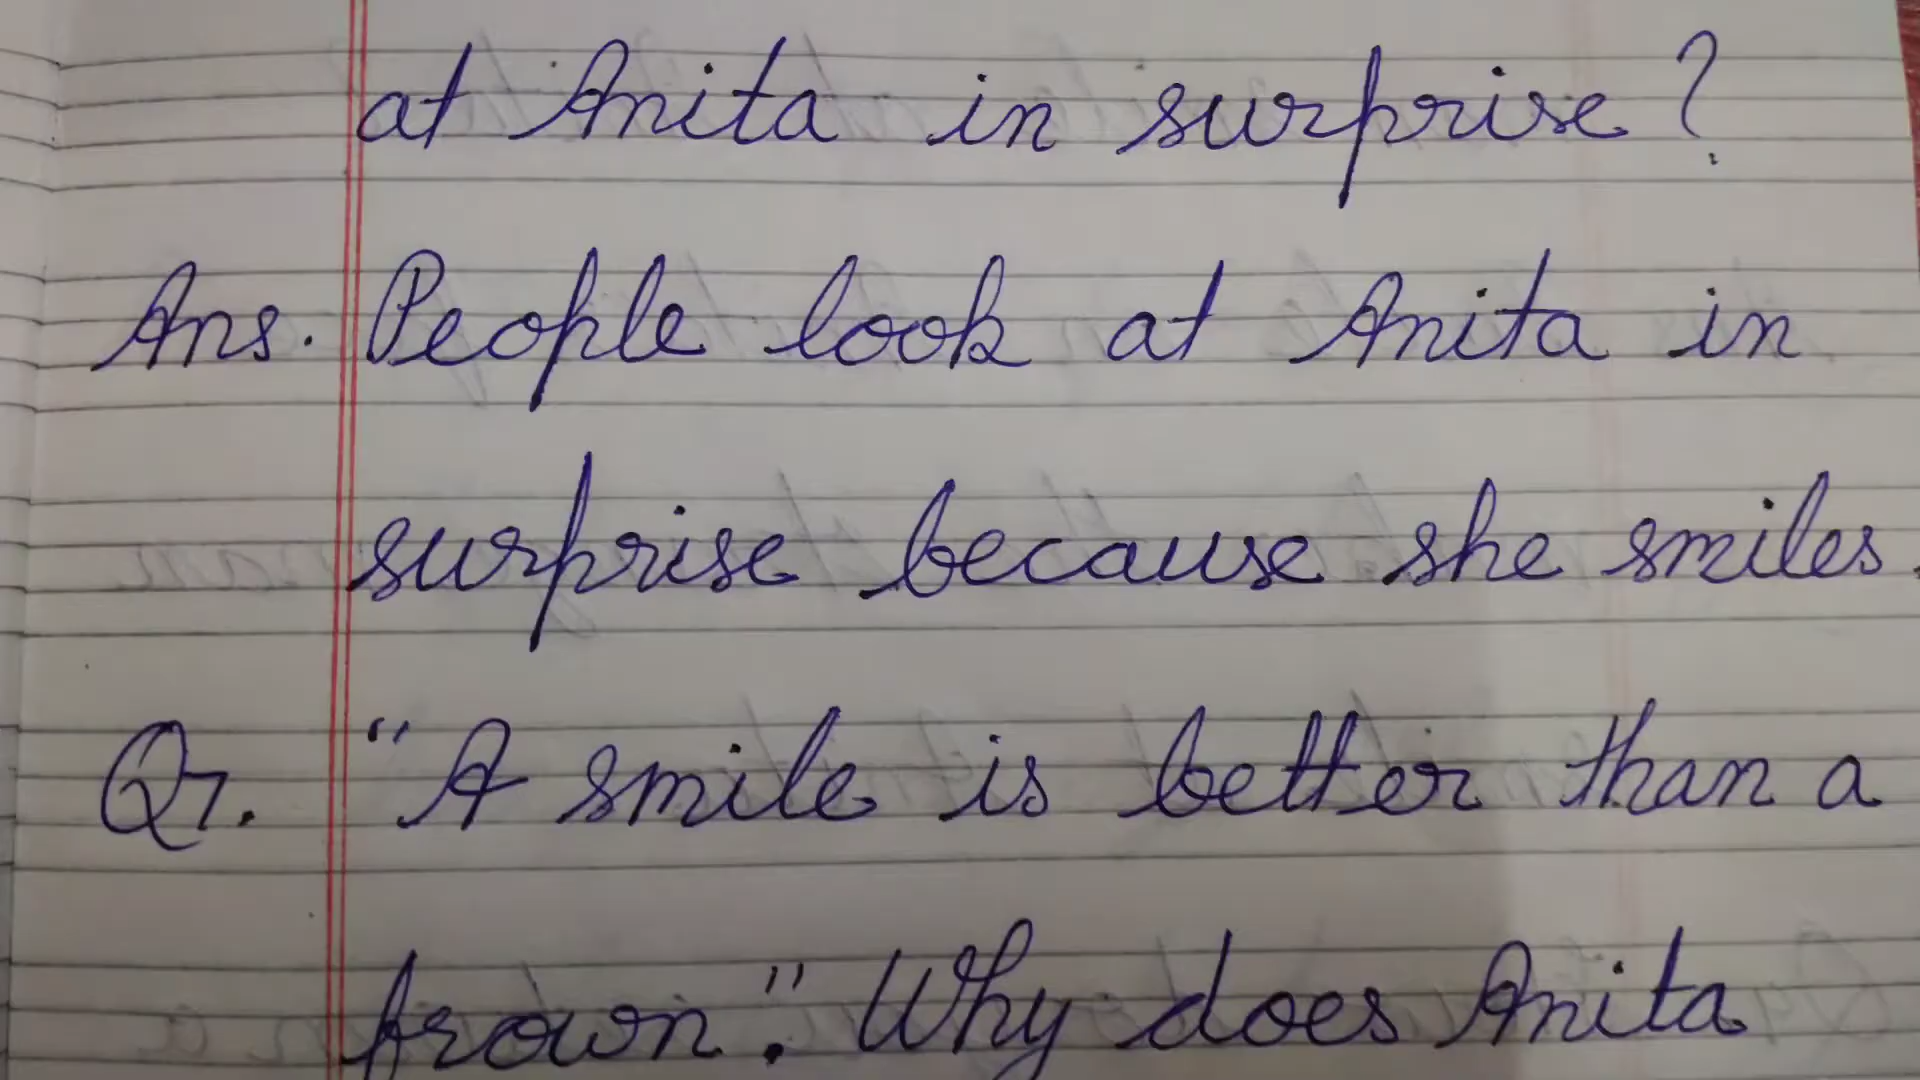 at Anita in surprise?
Ans. People look at Anita in
surprise because she smiles.
Q7. "A smile is better than a
frown". Why does Anita